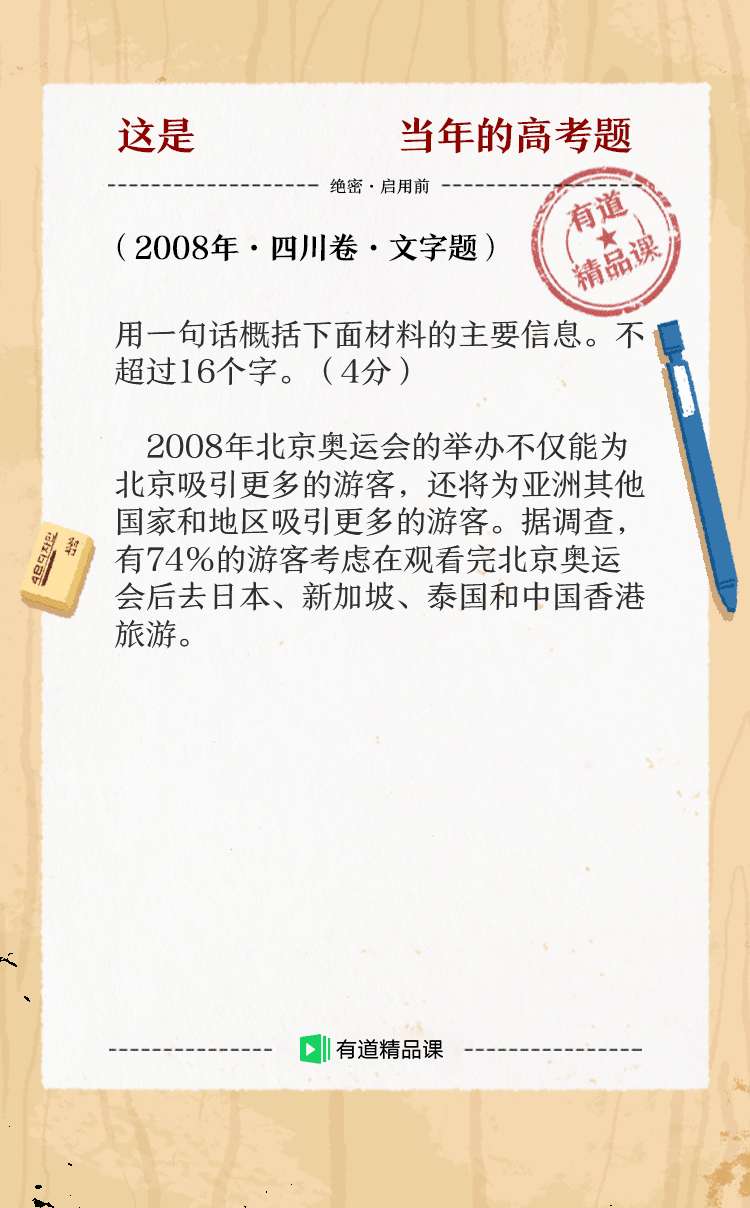 这是 当年的高考题
绝密·启用前
有道
精品课
（2008年·四川卷·文字题）
用一句话概括下面材料的主要信息。不
超过16个字。（4分）
2008年北京奥运会的举办不仅能为
北京吸引更多的游客，还将为亚洲其他
国家和地区吸引更多的游客。据调查，
有74%的游客考虑在观看完北京奥运
会后去日本、新加坡、泰国和中国香港
旅游。
有道精品课